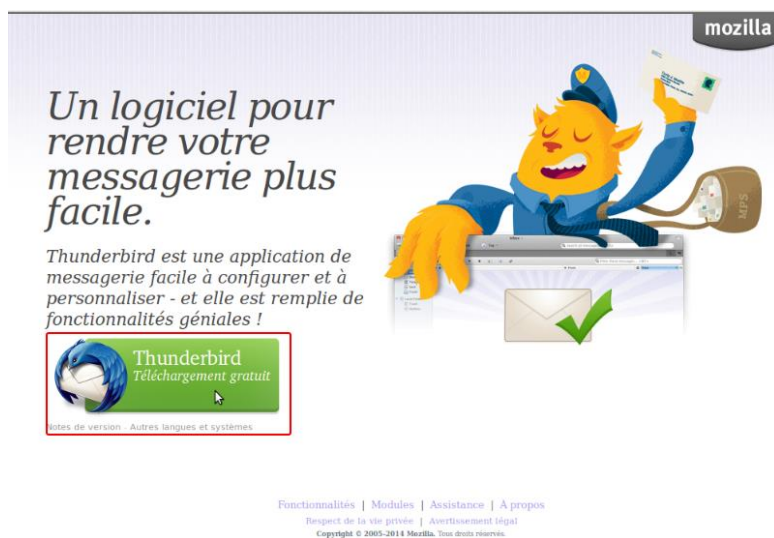 mozilla
Un logiciel pour
rendre votre
messagerie plus
facile.
Thunderbird est une application de
messagerie facile à configurer et à
personnaliser - et elle est remplie de
fonctionnalités géniales !
Thunderbird
Téléchargement gratuit
Notes de version - Autres langues et systèmes
MPS
Fonctionnalités | Modules | Assistance | A propos
Respect de la vie privée | Avertissement légal
Copyright © 2005-2014 Mozilla. Tous droits réservés.